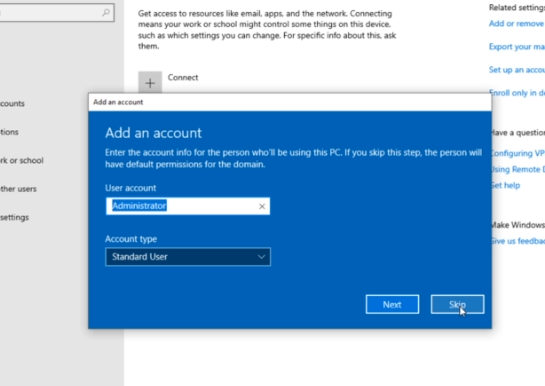 Get access to resources like email, apps, and the network. Connecting
means your work or school might control some things on this device,
such as which settings you can change. For specific info about this, ask
them.
Connect
Related settings
Add or remove
Export your ma
Set up an accou
Enroll only in d
Have a question
Configuring VP
Using Remote D
Get help
Make Windows
Give us feedbac
counts
tions
rk or school
ther users
settings
Add an account
Add an account
Enter the account info for the person who'll be using this PC. If you skip this step, the person will
have default permissions for the domain.
User account
Administrator
Account type
Standard User
Next
Skip